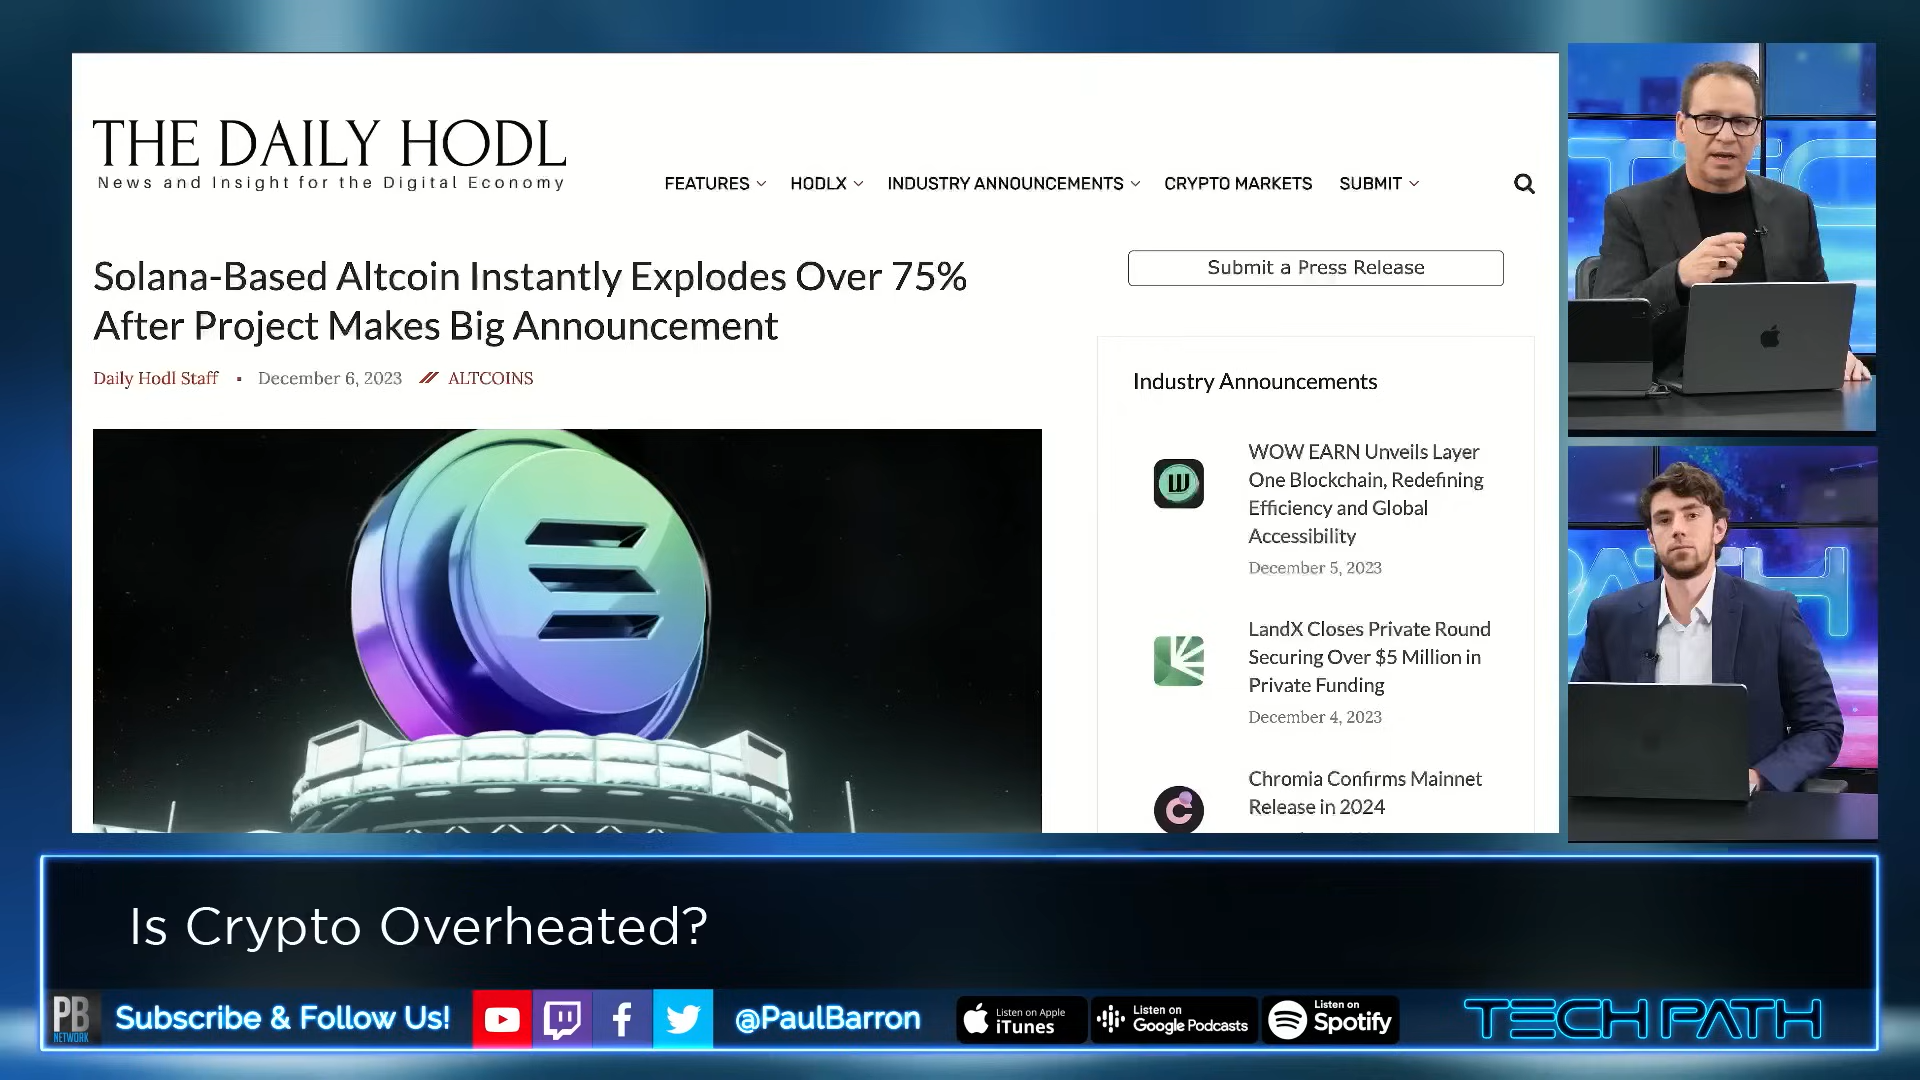 THE DAILY HODL
News and Insight for the Digital Economy
FEATURES HODLX INDUSTRY ANNOUNCEMENTS CRYPTO MARKETS SUBMIT
Solana-Based Altcoin Instantly Explodes Over 75%
After Project Makes Big Announcement
Daily Hodl Staff ▪ December 6, 2023 // ALTCOINS
Submit a Press Release
Industry Announcements
WOW EARN Unveils Layer
One Blockchain, Redefining
Efficiency and Global
Accessibility
December 5, 2023
LandX Closes Private Round
Securing Over $5 Million in
Private Funding
December 4, 2023
Chromia Confirms Mainnet
Release in 2024
TEC
PATH
Is Crypto Overheated?
PB
NETWORK
Subscribe & Follow Us!
@PaulBarron
Listen on Apple
iTunes
Listen on
Google Podcasts
Listen on
Spotify
TECH PATH